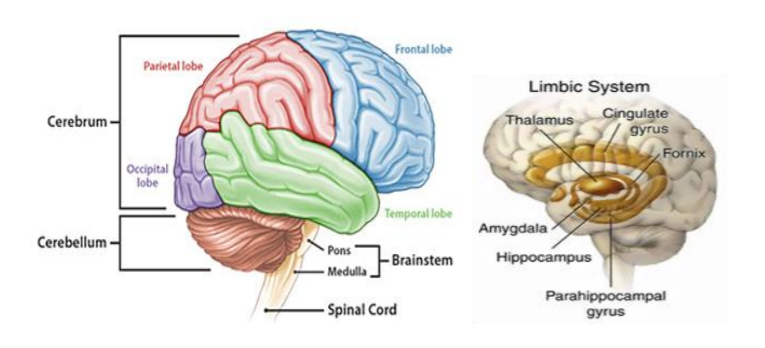 Parietal lobe
Frontal lobe
Cerebrum
Occipital
lobe
Temporal lobe
Cerebellum
Pons
Medulla
Brainstem
Spinal Cord
Limbic System
Thalamus
Cingulate
gyrus
Fornix
Amygdala
Hippocampus
Parahippocampal
gyrus